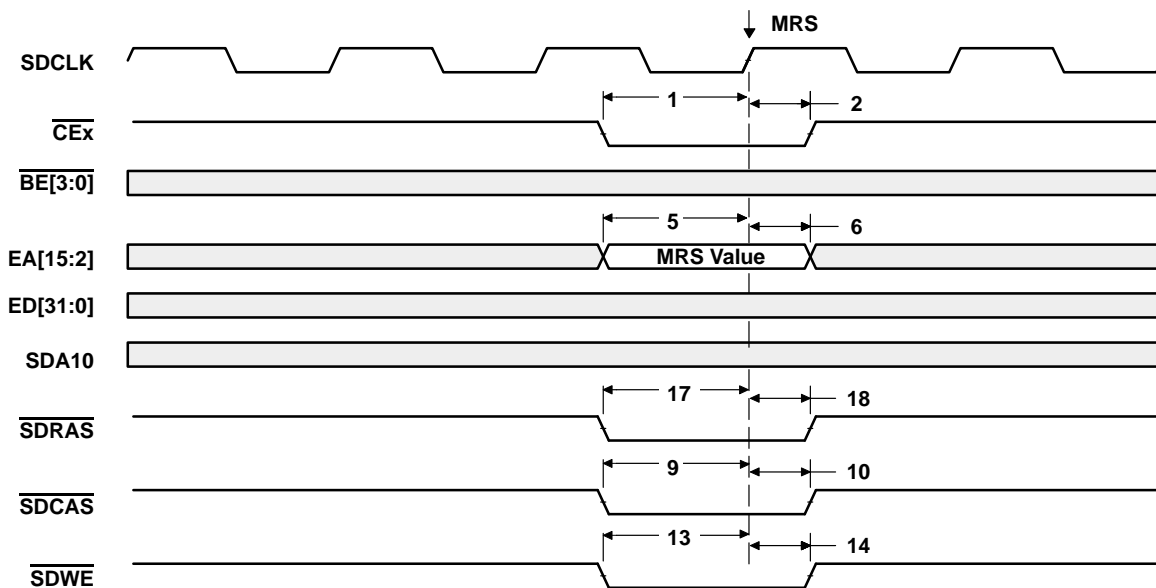 MRS
SDCLK
1 2
CEx
BE[3:0]
5 6
EA[15:2] MRS Value
ED[31:0]
SDA10
17 18
SDRAS
9 10
SDCAS
13 14
SDWE